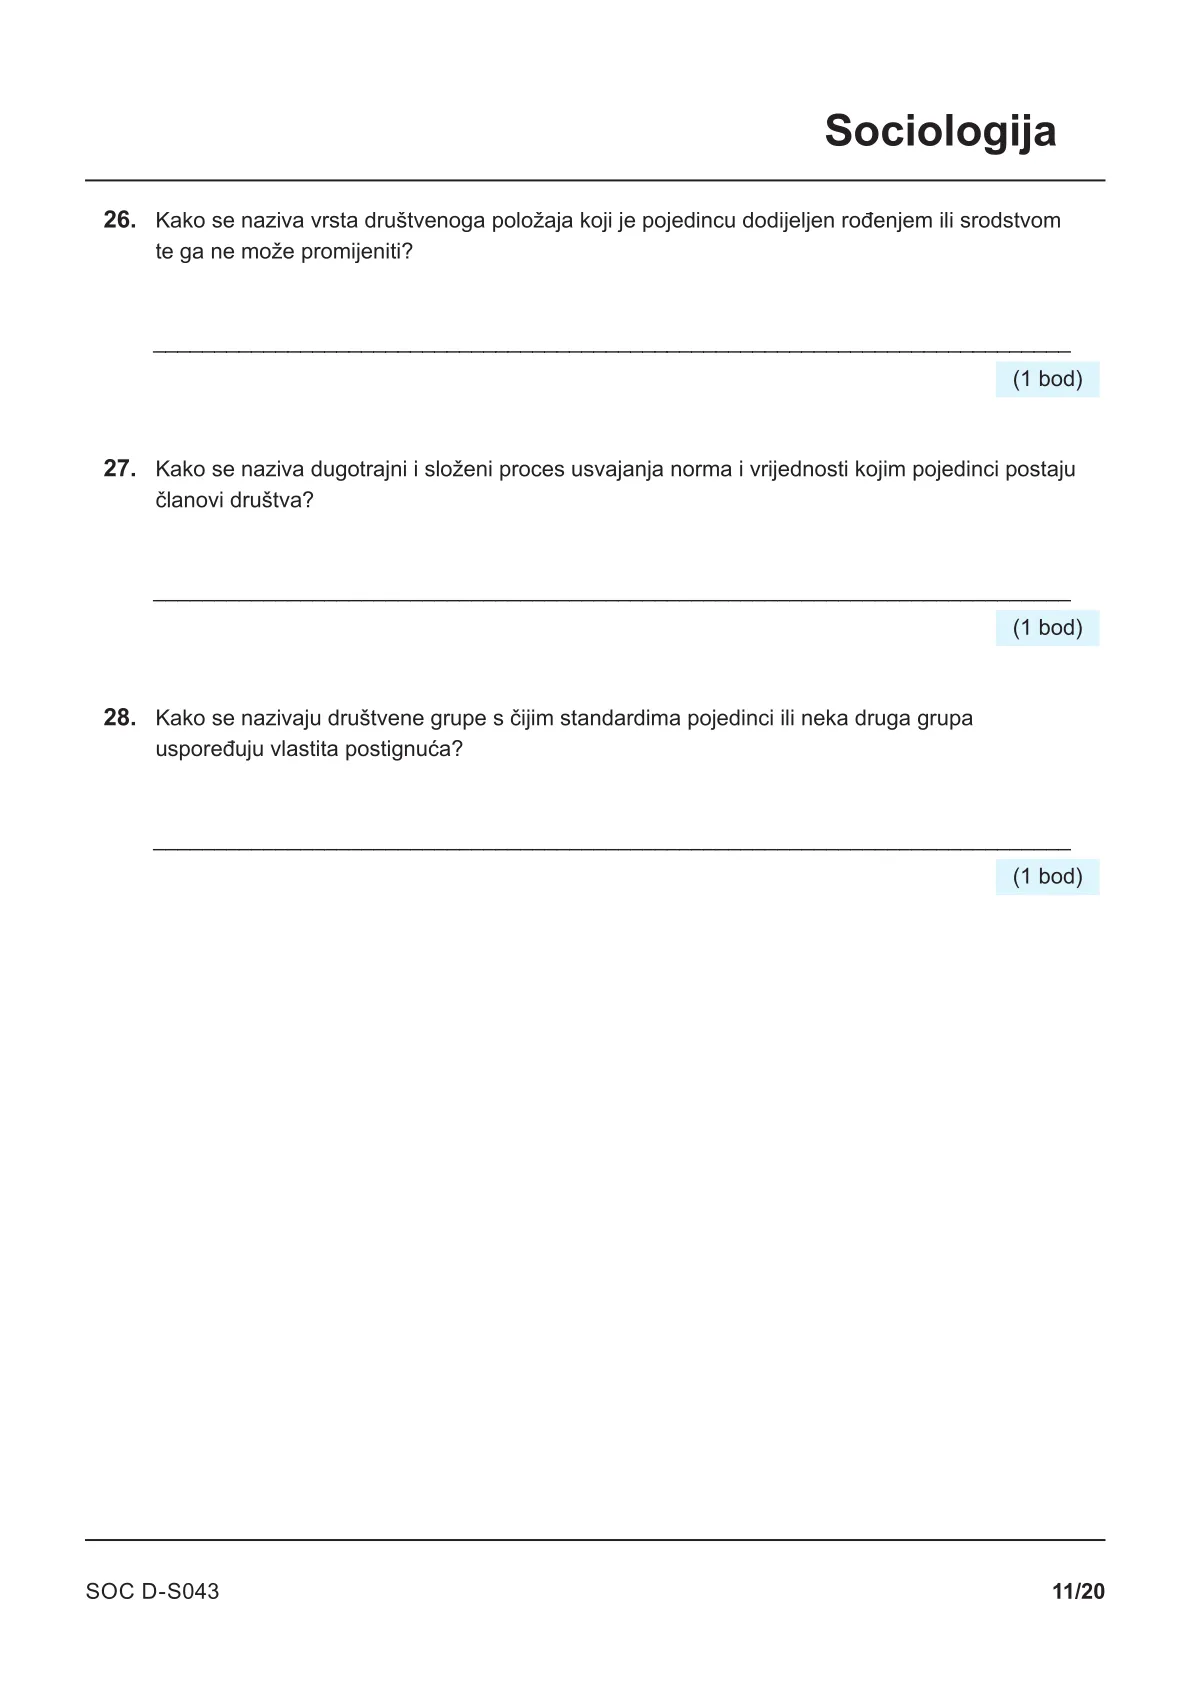 Sociologija
26. Kako se naziva vrsta društvenoga položaja koji je pojedincu dodijeljen rođenjem ili srodstvom
te ga ne može promijeniti?
(1 bod)
27. Kako se naziva dugotrajni i složeni proces usvajanja norma i vrijednosti kojim pojedinci postaju
članovi društva?
(1 bod)
28. Kako se nazivaju društvene grupe s čijim standardima pojedinci ili neka druga grupa
uspoređuju vlastita postignuća?
(1 bod)
SOC D-S043 11/20